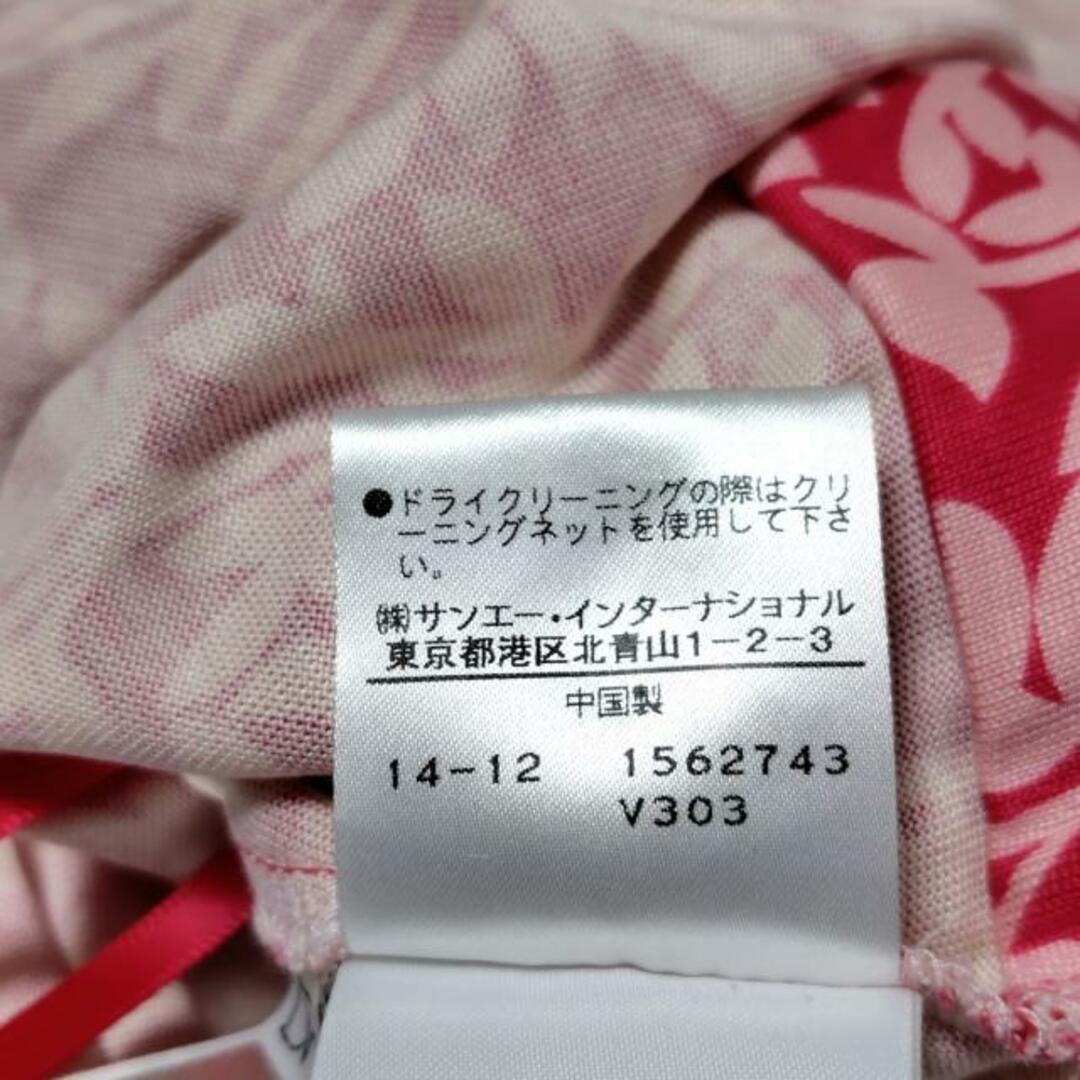 ●ドライクリーニングの際はクリ
ーニングネットを使用して下さ
い。
㈱サンエー・インターナショナル
東京都港区北青山1-2-3
中国製
14-12 1562743
V303